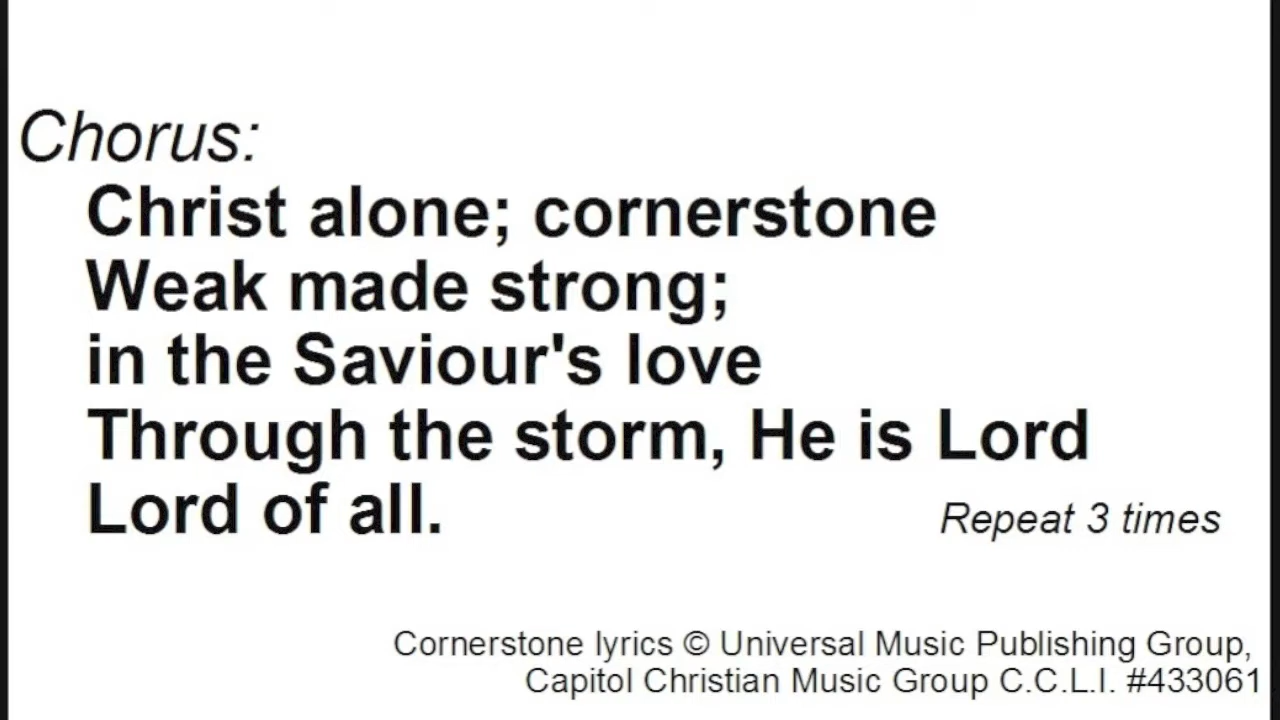 Chorus:
Christ alone; cornerstone
Weak made strong;
in the Saviour's love
Through the storm, He is Lord
Lord of all.
Repeat 3 times
Cornerstone lyrics © Universal Music Publishing Group,
Capitol Christian Music Group C.C.L.I. #433061